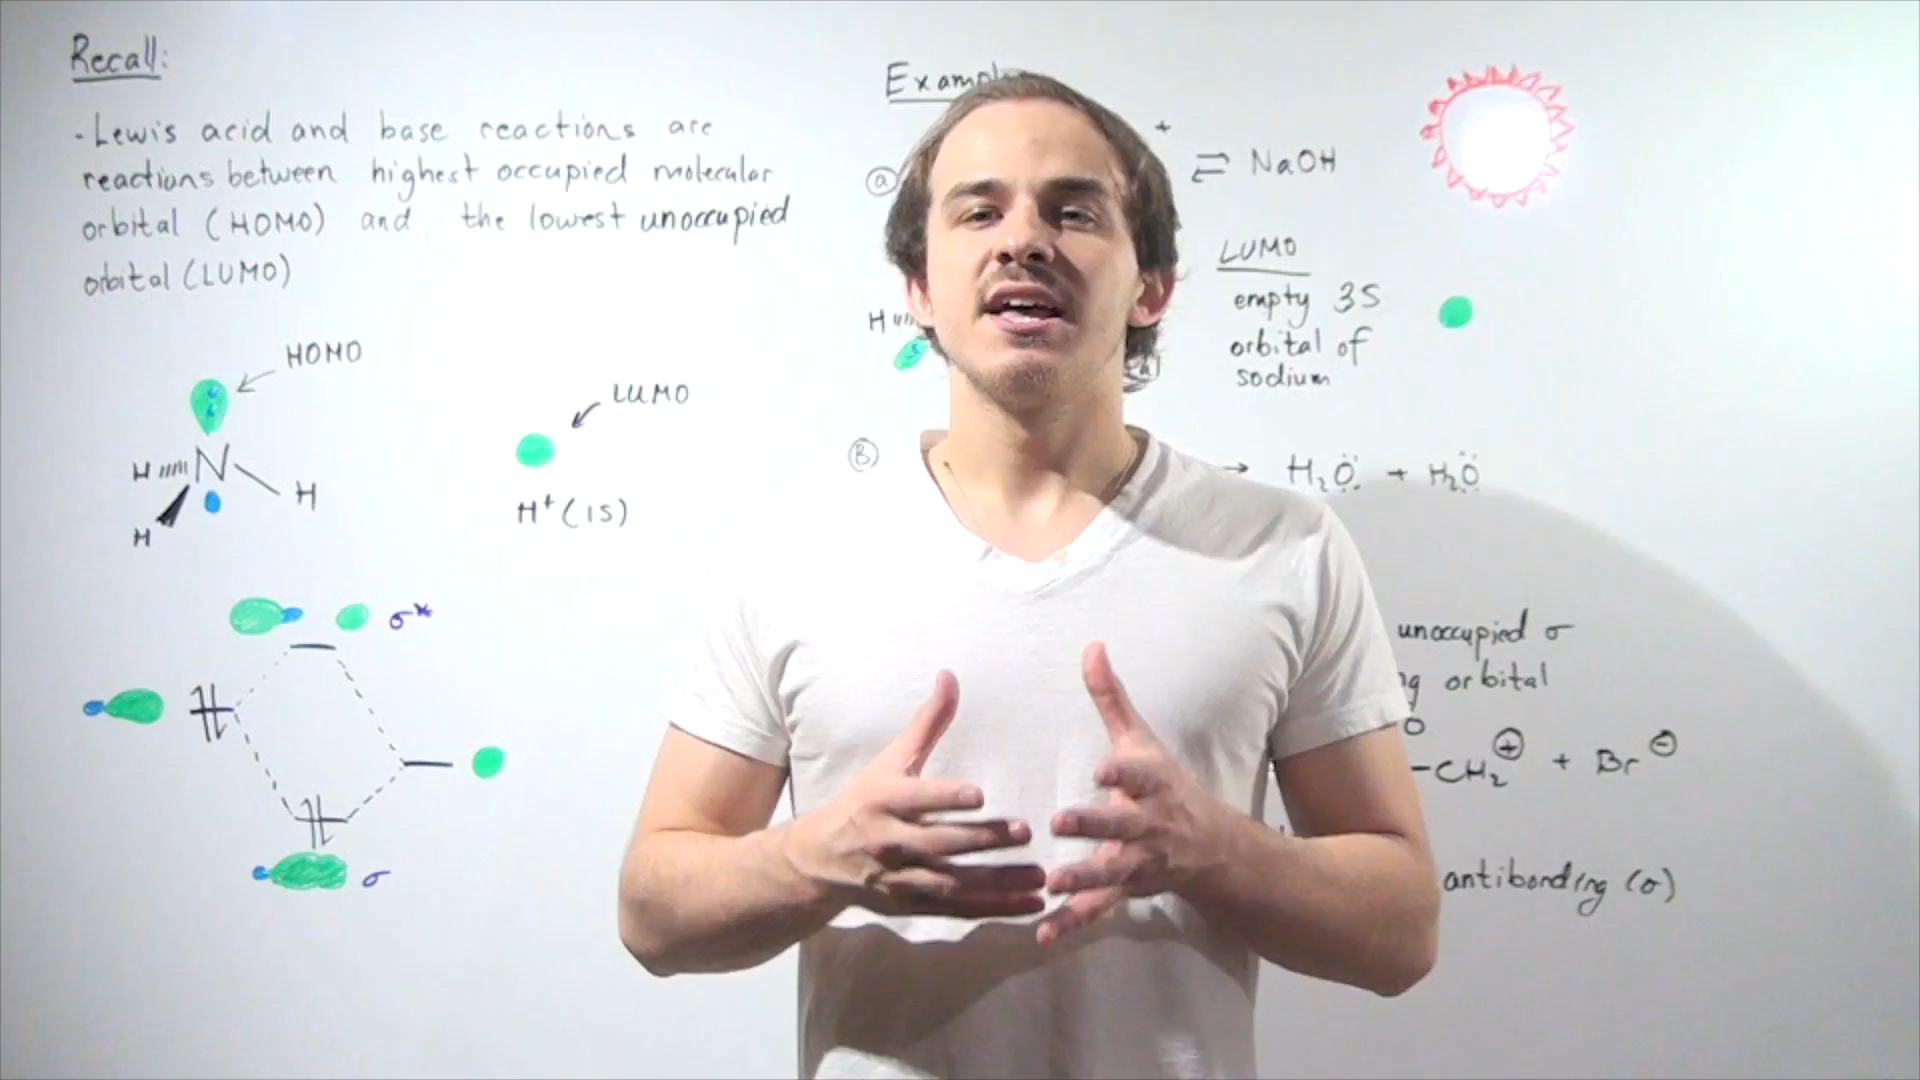 Recall:
- Lewis acid and base reactions are
reactions between highest occupied molecular
orbital (HOMO) and the lowest unoccupied
orbital (LUMO)
HOMO
LUMO
H N H
H
H⁺ (1S)
σ*
σ
+
ⓐ ⇌ NaOH
LUMO
empty 3S
orbital of
sodium
H
Ⓑ → H₂O + H₂O
unoccupied σ
orbital
-CH₂⊕ + Br⊖
antibonding (σ)